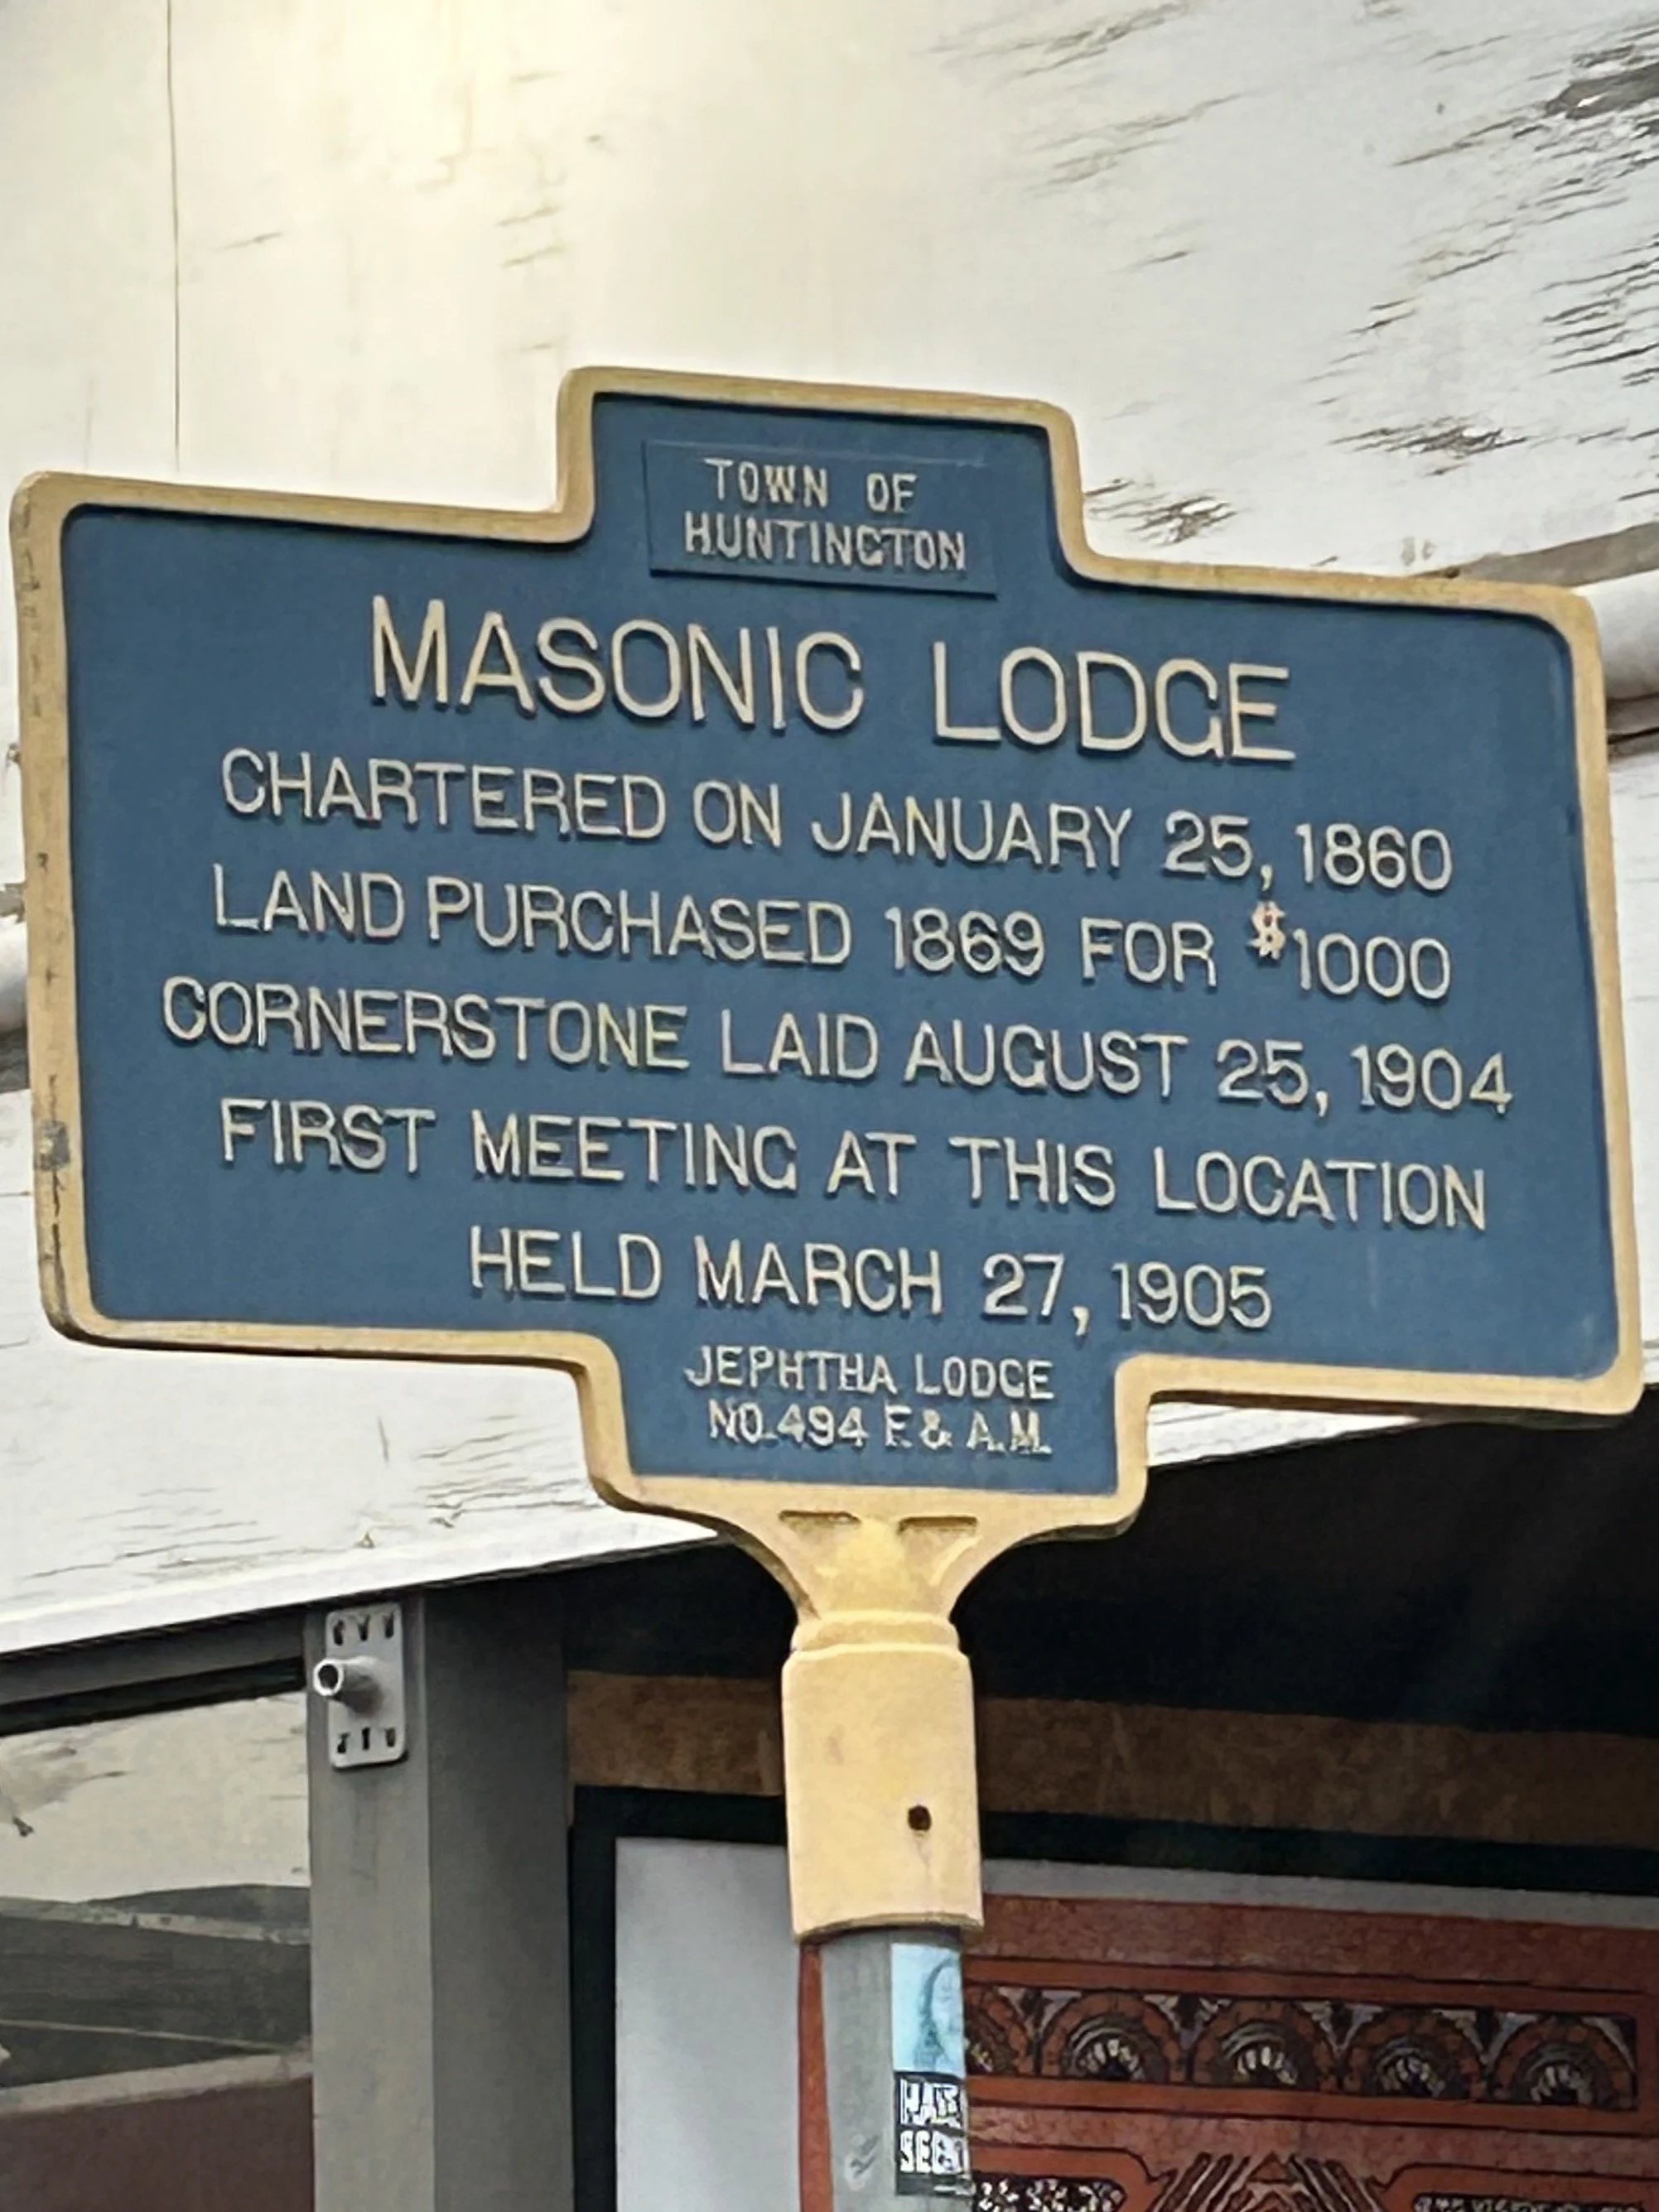 TOWN OF
HUNTINGTON
MASONIC LODGE
CHARTERED ON JANUARY 25, 1860
LAND PURCHASED 1869 FOR $1000
CORNERSTONE LAID AUGUST 25, 1904
FIRST MEETING AT THIS LOCATION
HELD MARCH 27, 1905
JEPHTHA LODGE
NO.494 F.& A.M.